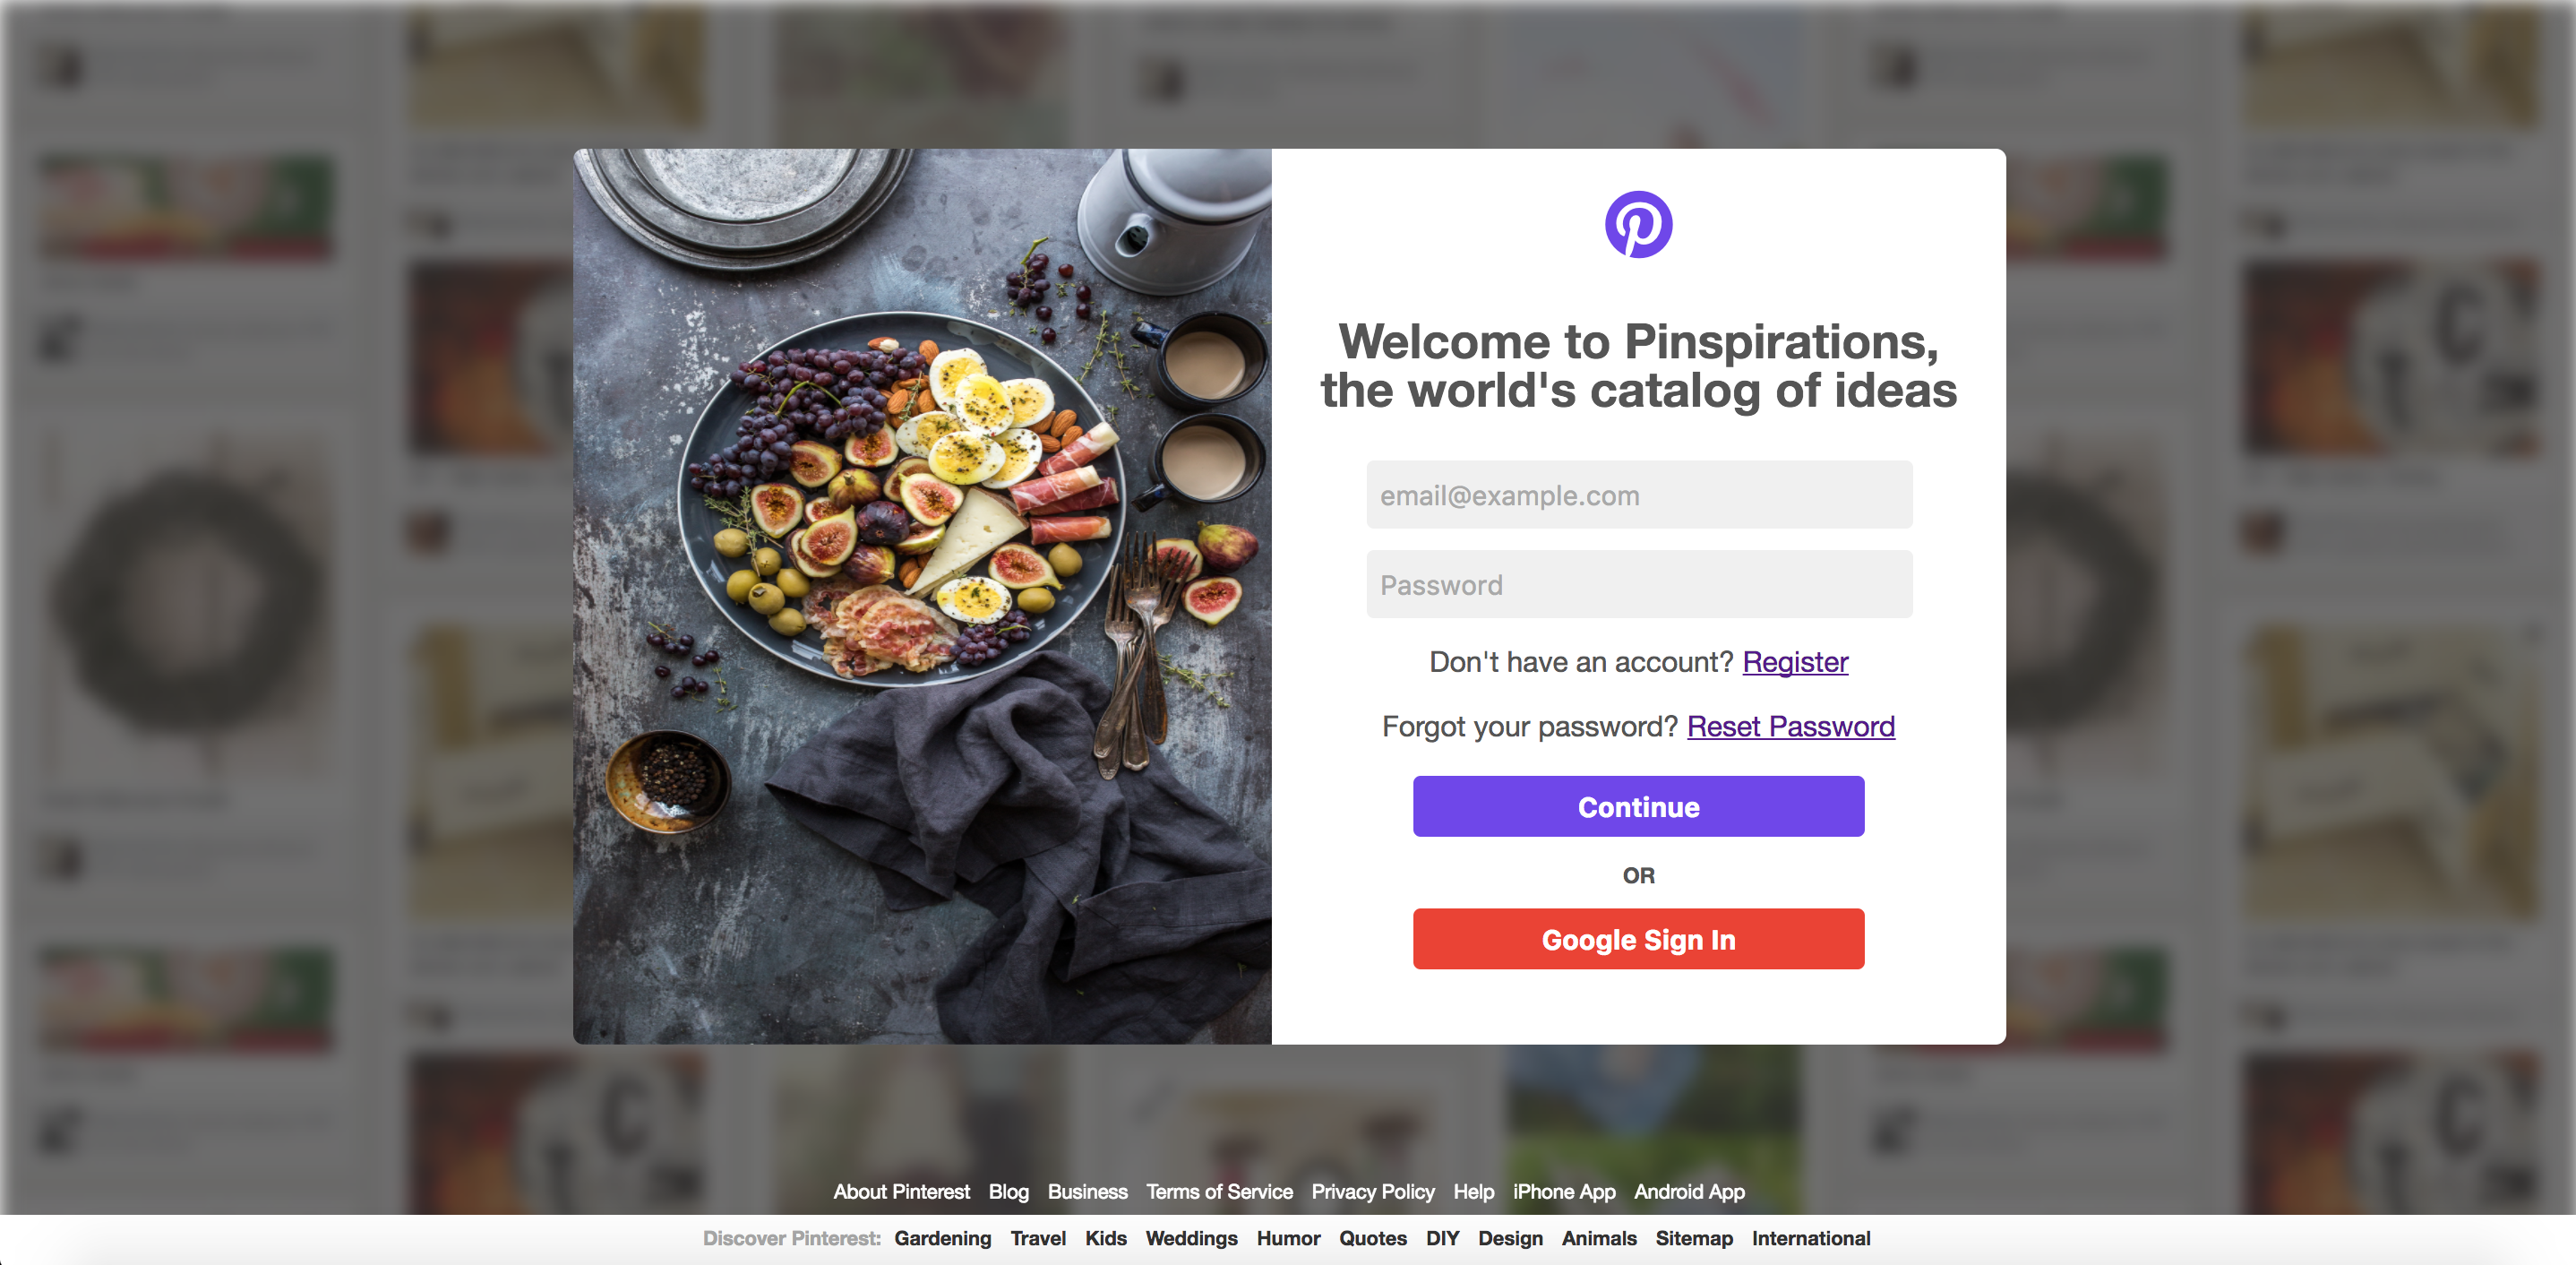 Welcome to Pinspirations,
the world's catalog of ideas
email@example.com
Password
Don't have an account? Register
Forgot your password? Reset Password
Continue
OR
Google Sign In
About Pinterest Blog Business Terms of Service Privacy Policy Help iPhone App Android App
Discover Pinterest: Gardening Travel Kids Weddings Humor Quotes DIY Design Animals Sitemap International